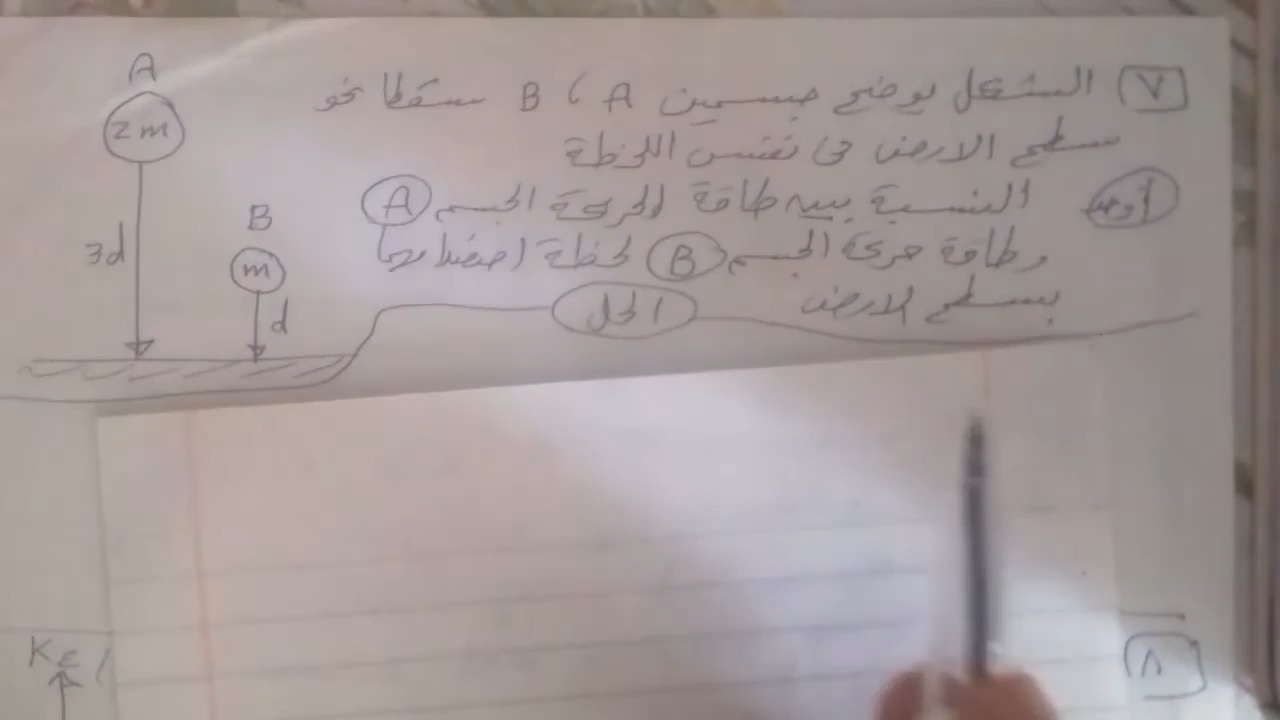 ٧ الشكل يوضح جسمين A ، B سقطا نحو
سطح الارض فى نفس اللحظة
أوجد النسبة بين طاقة الحركة الجسم A
وطاقة حركة الجسم B لحظة اصطدامهما
بسطح الارض
الحل
A
2m
3d
B
m
d
KE
٨